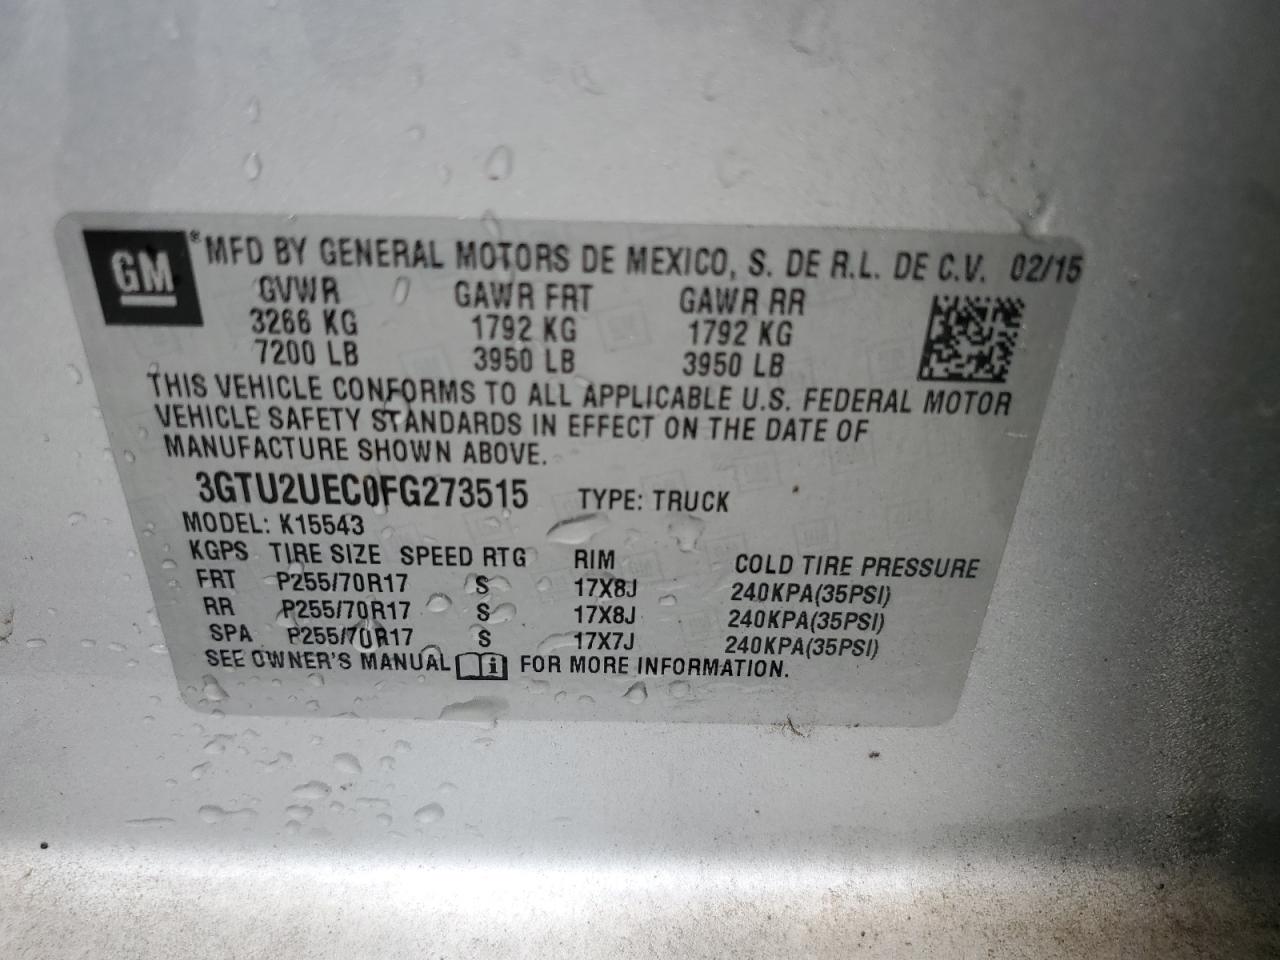 GM
® MFD BY GENERAL MOTORS DE MEXICO, S. DE R.L. DE C.V. 02/15
GVWR GAWR FRT GAWR RR
3266 KG 1792 KG 1792 KG
7200 LB 3950 LB 3950 LB
THIS VEHICLE CONFORMS TO ALL APPLICABLE U.S. FEDERAL MOTOR
VEHICLE SAFETY STANDARDS IN EFFECT ON THE DATE OF
MANUFACTURE SHOWN ABOVE.
3GTU2UEC0FG273515 TYPE: TRUCK
MODEL: K15543
KGPS TIRE SIZE SPEED RTG RIM COLD TIRE PRESSURE
FRT P255/70R17 S 17X8J 240KPA(35PSI)
RR P255/70R17 S 17X8J 240KPA(35PSI)
SPA P255/70R17 S 17X7J 240KPA(35PSI)
SEE OWNER'S MANUAL i FOR MORE INFORMATION.